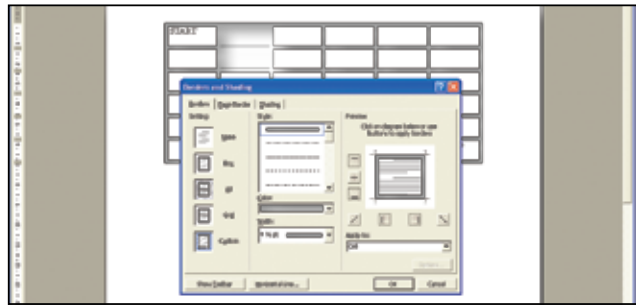 START
Borders and Shading
Borders Page Border Shading
Setting:
Style:
Preview
Click on diagram below or use
buttons to apply borders
None
Box
All
Grid
Custom
Color:
Width:
Apply to:
Cell
Options...
Show Toolbar
Horizontal Line...
OK
Cancel